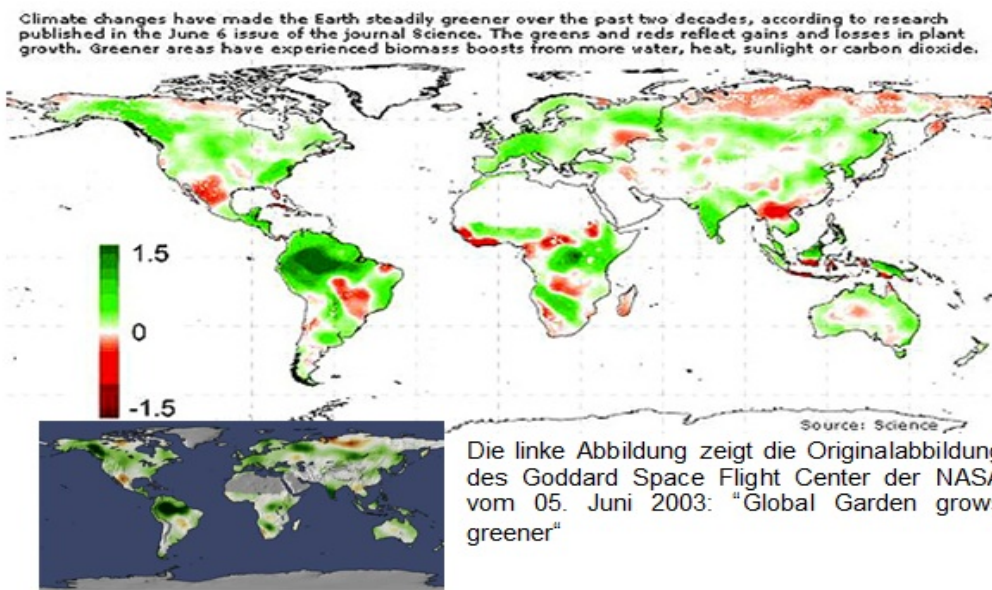 Climate changes have made the Earth steadily greener over the past two decades, according to research
published in the June 6 issue of the journal Science. The greens and reds reflect gains and losses in plant
growth. Greener areas have experienced biomass boosts from more water, heat, sunlight or carbon dioxide.
1.5
0
-1.5
Source: Science
Die linke Abbildung zeigt die Originalabbildung
des Goddard Space Flight Center der NASA
vom 05. Juni 2003: “Global Garden grows
greener“